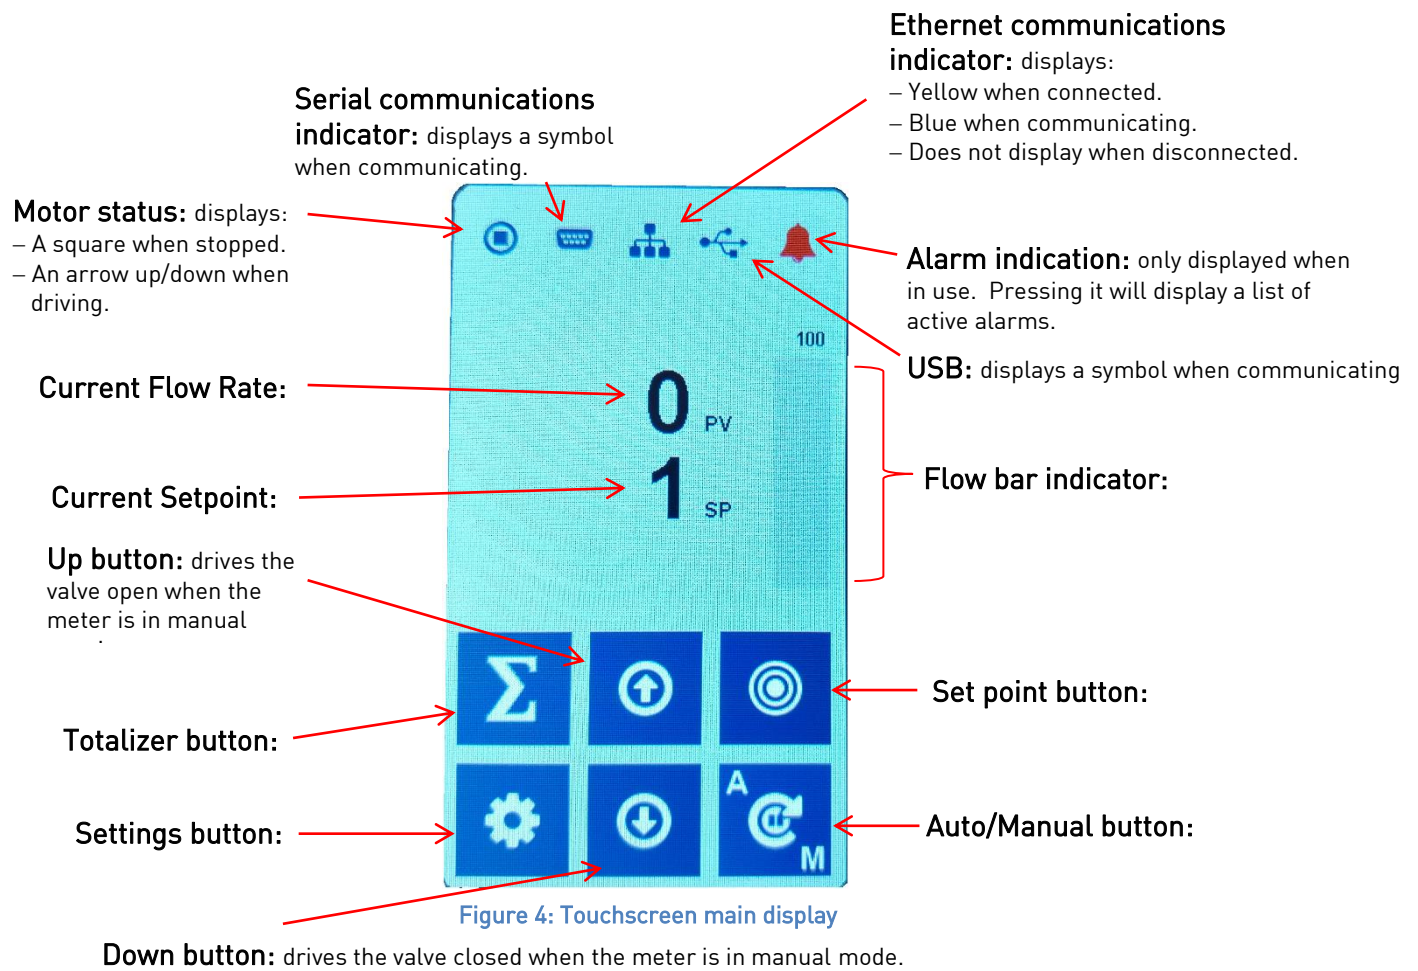 Ethernet communications
indicator: displays:
– Yellow when connected.
– Blue when communicating.
– Does not display when disconnected.
Serial communications
indicator: displays a symbol
when communicating.
Motor status: displays:
– A square when stopped.
– An arrow up/down when
driving.
Alarm indication: only displayed when
in use. Pressing it will display a list of
active alarms.
100
USB: displays a symbol when communicating
Current Flow Rate:
0 PV
Current Setpoint:
1 SP
Flow bar indicator:
Up button: drives the
valve open when the
meter is in manual
Σ
Set point button:
Totalizer button:
A
M
Settings button:
Auto/Manual button:
Figure 4: Touchscreen main display
Down button: drives the valve closed when the meter is in manual mode.